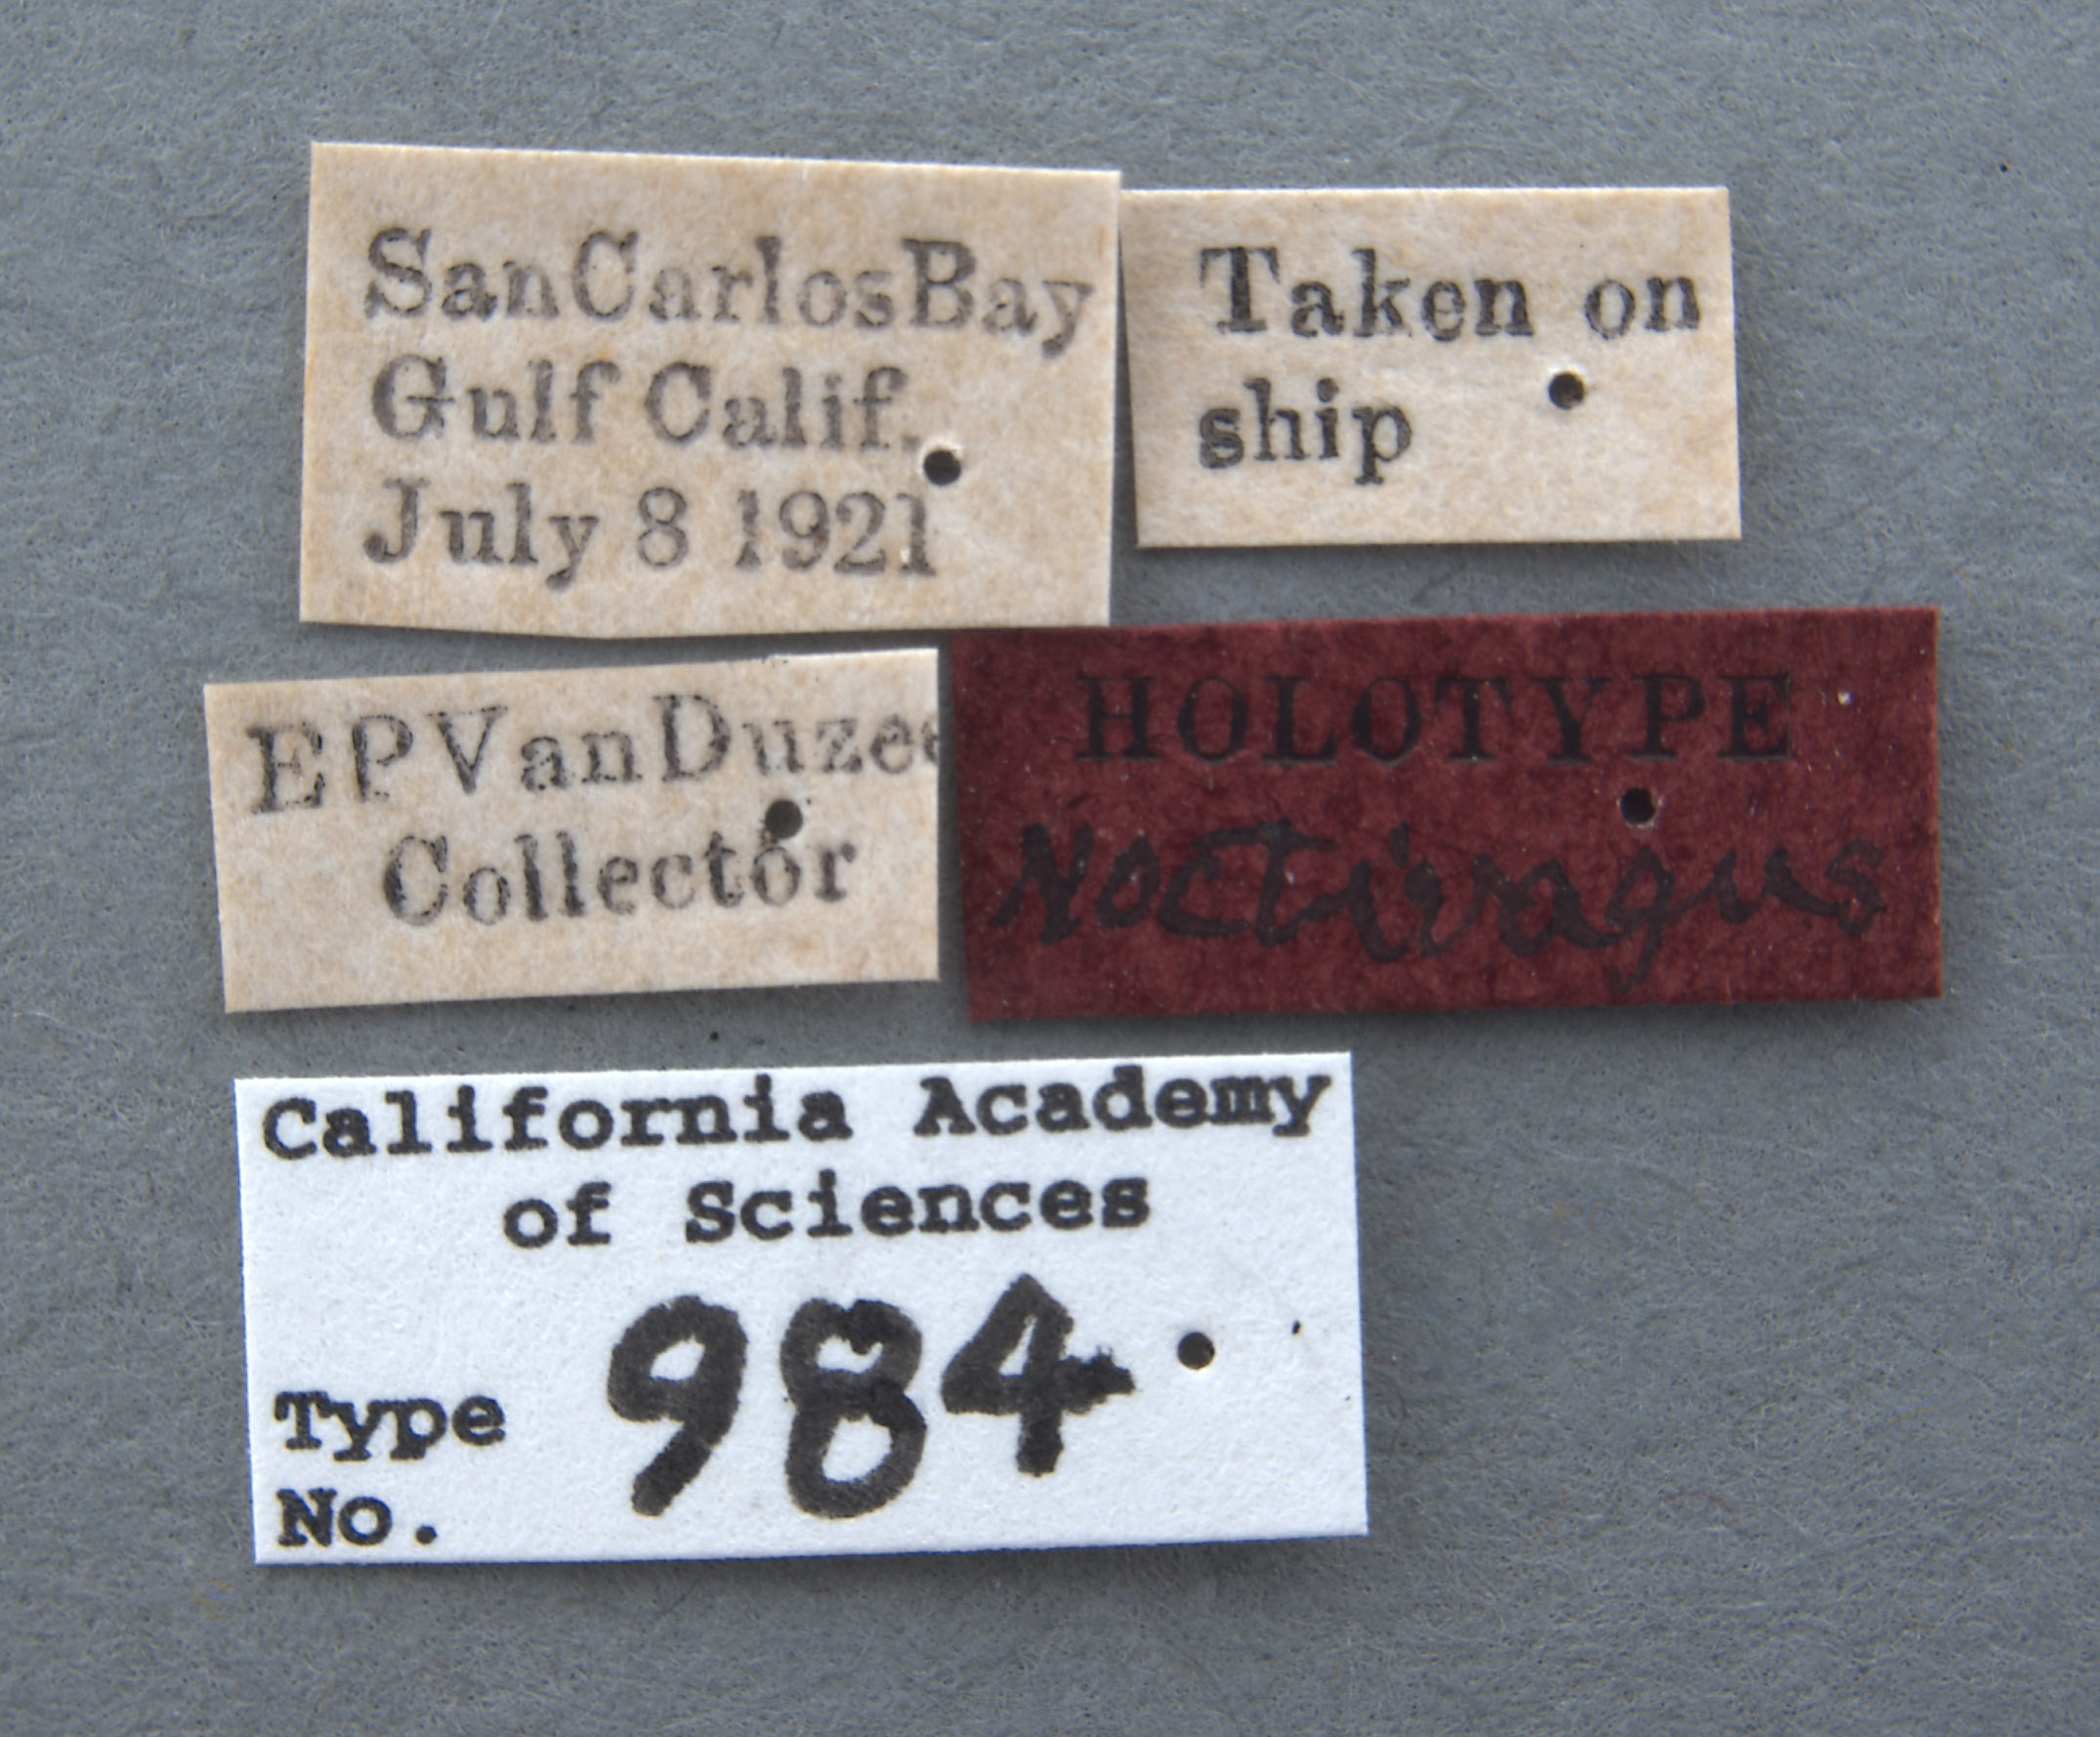 SanCarlosBay
Gulf Calif.
July 8 1921
Taken on
ship
EPVanDuzee
Collector
HOLOTYPE
Noctivagus
California Academy
of Sciences
Type
No. 984